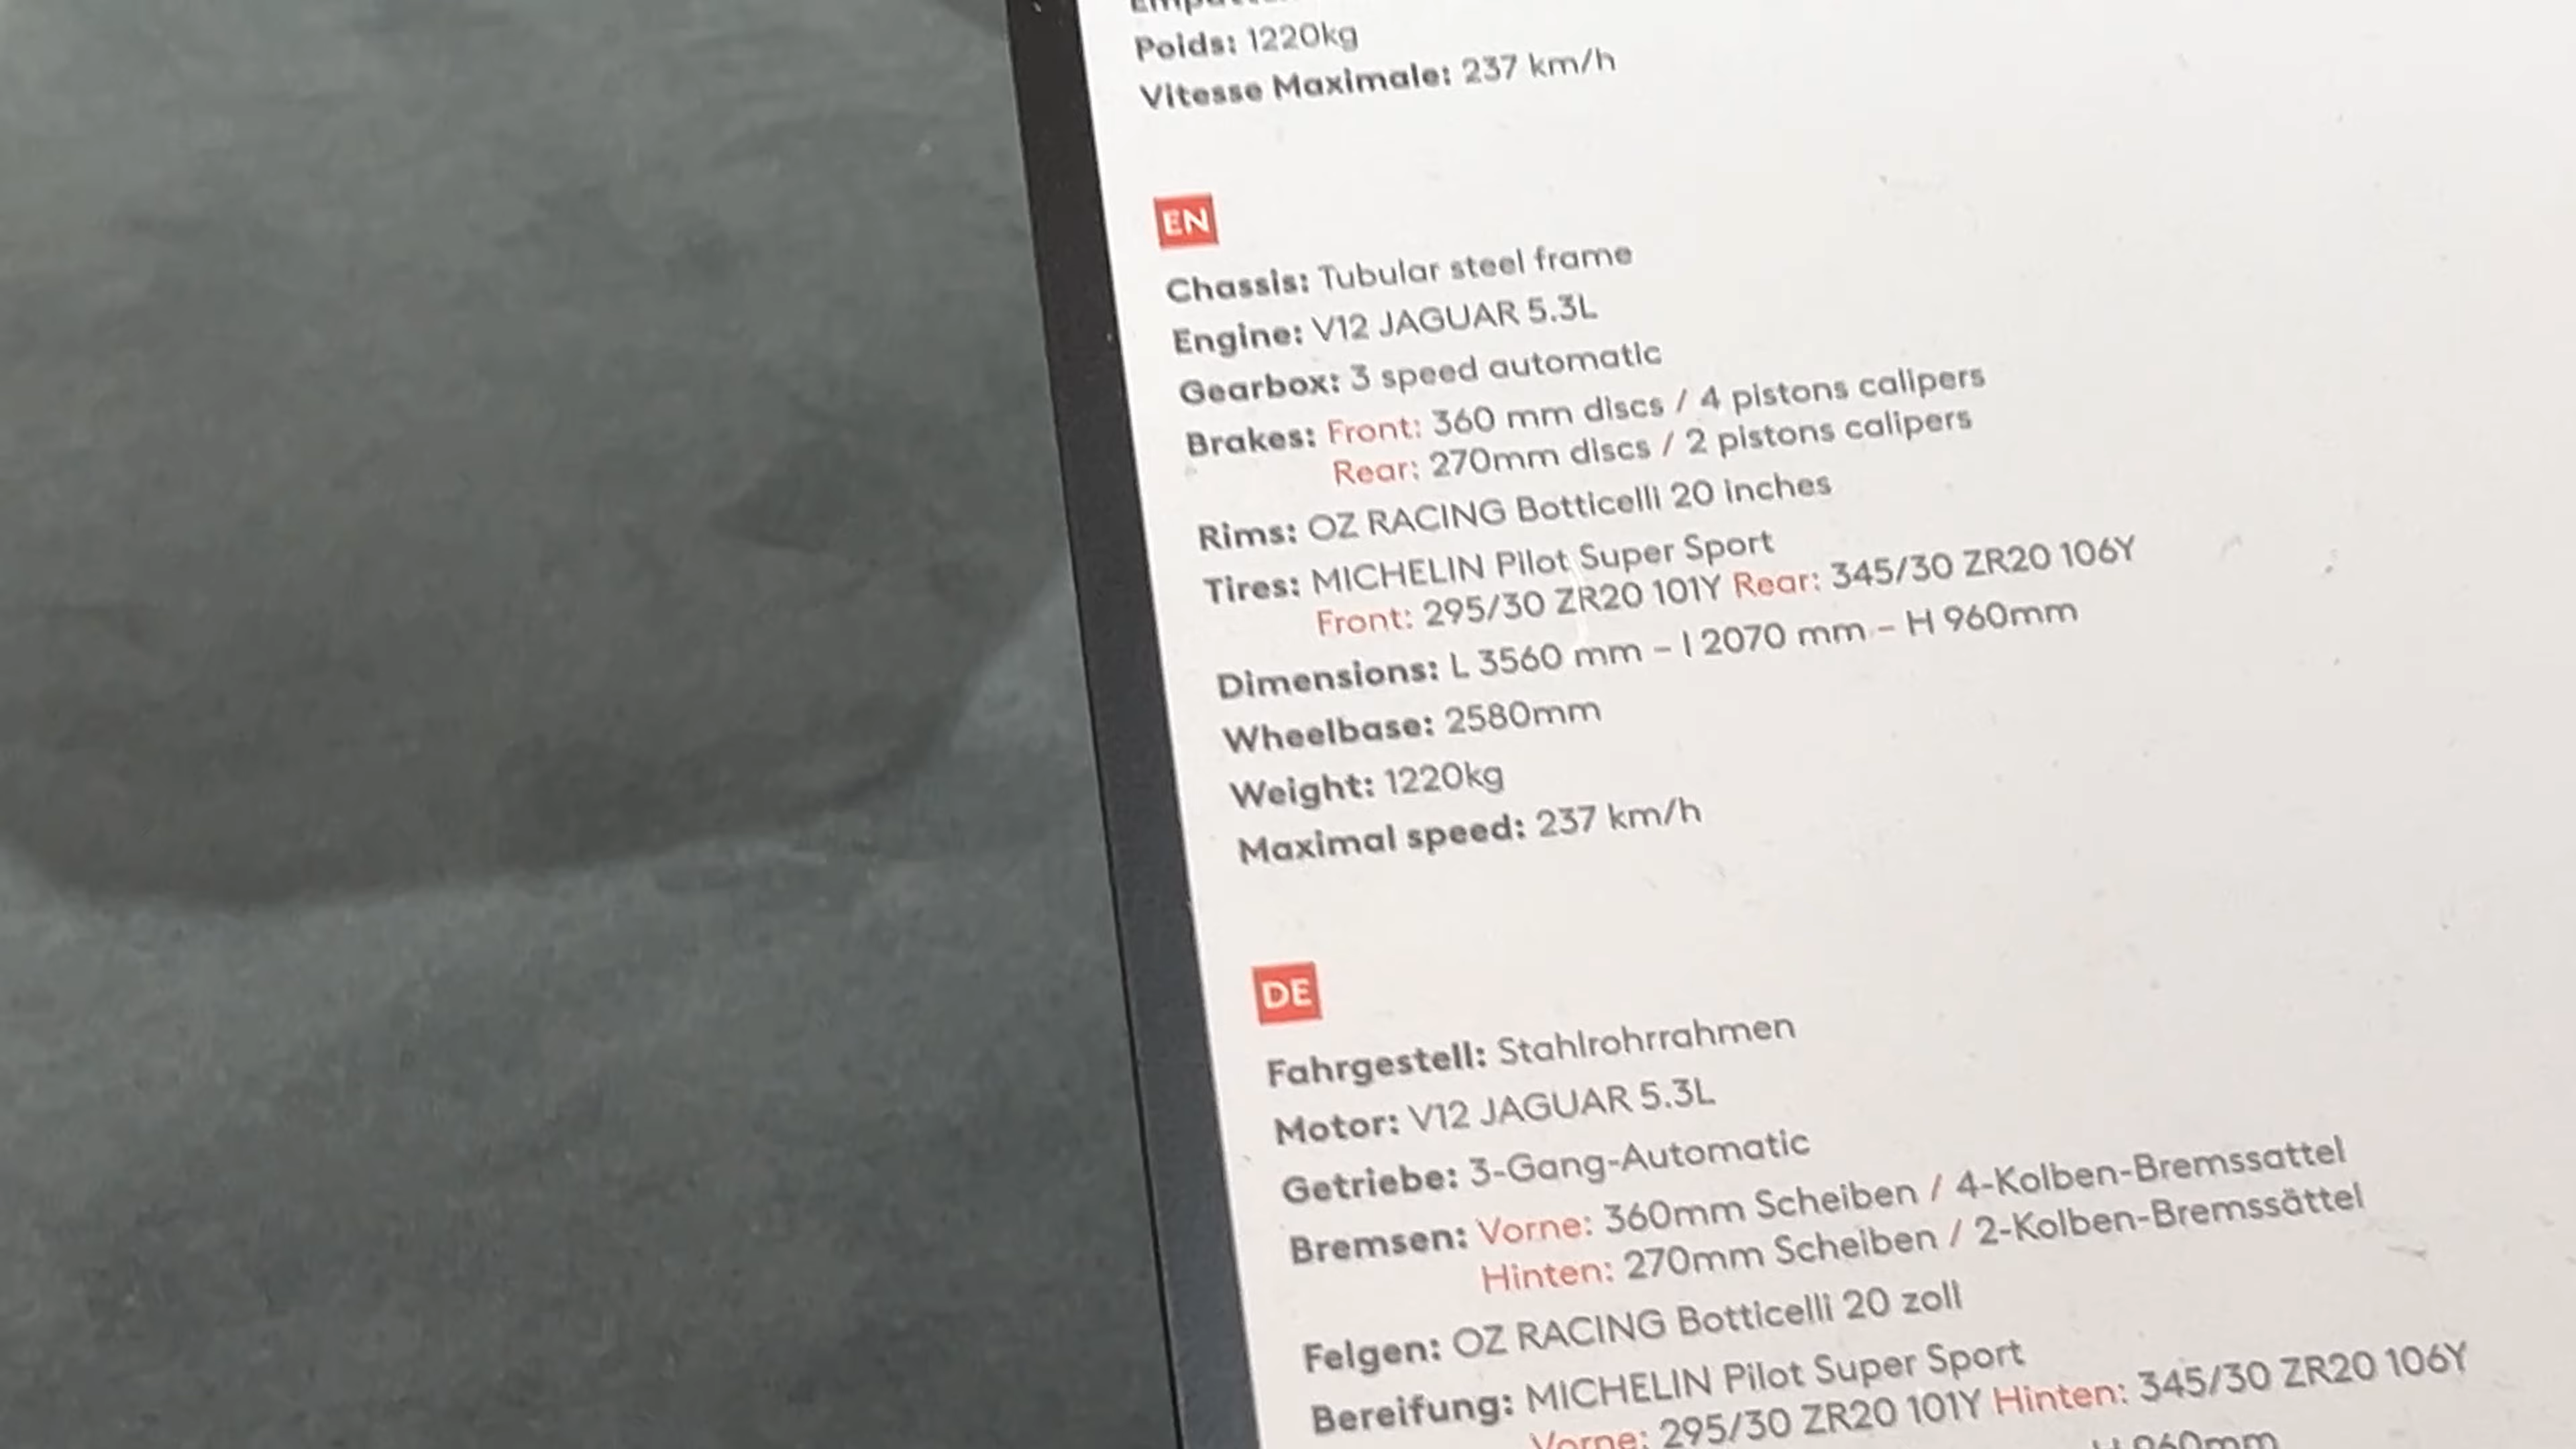 Poids: 1220kg
Vitesse Maximale: 237 km/h
EN
Chassis: Tubular steel frame
Engine: V12 JAGUAR 5.3L
Gearbox: 3 speed automatic
Brakes: Front: 360 mm discs / 4 pistons calipers
Rear: 270mm discs / 2 pistons calipers
Rims: OZ RACING Botticelli 20 inches
Tires: MICHELIN Pilot Super Sport
Front: 295/30 ZR20 101Y Rear: 345/30 ZR20 106Y
Dimensions: L 3560 mm – l 2070 mm – H 960mm
Wheelbase: 2580mm
Weight: 1220kg
Maximal speed: 237 km/h
DE
Fahrgestell: Stahlrohrrahmen
Motor: V12 JAGUAR 5.3L
Getriebe: 3-Gang-Automatic
Bremsen: Vorne: 360mm Scheiben / 4-Kolben-Bremssattel
Hinten: 270mm Scheiben / 2-Kolben-Bremssättel
Felgen: OZ RACING Botticelli 20 zoll
Bereifung: MICHELIN Pilot Super Sport
Vorne: 295/30 ZR20 101Y Hinten: 345/30 ZR20 106Y
H 960mm